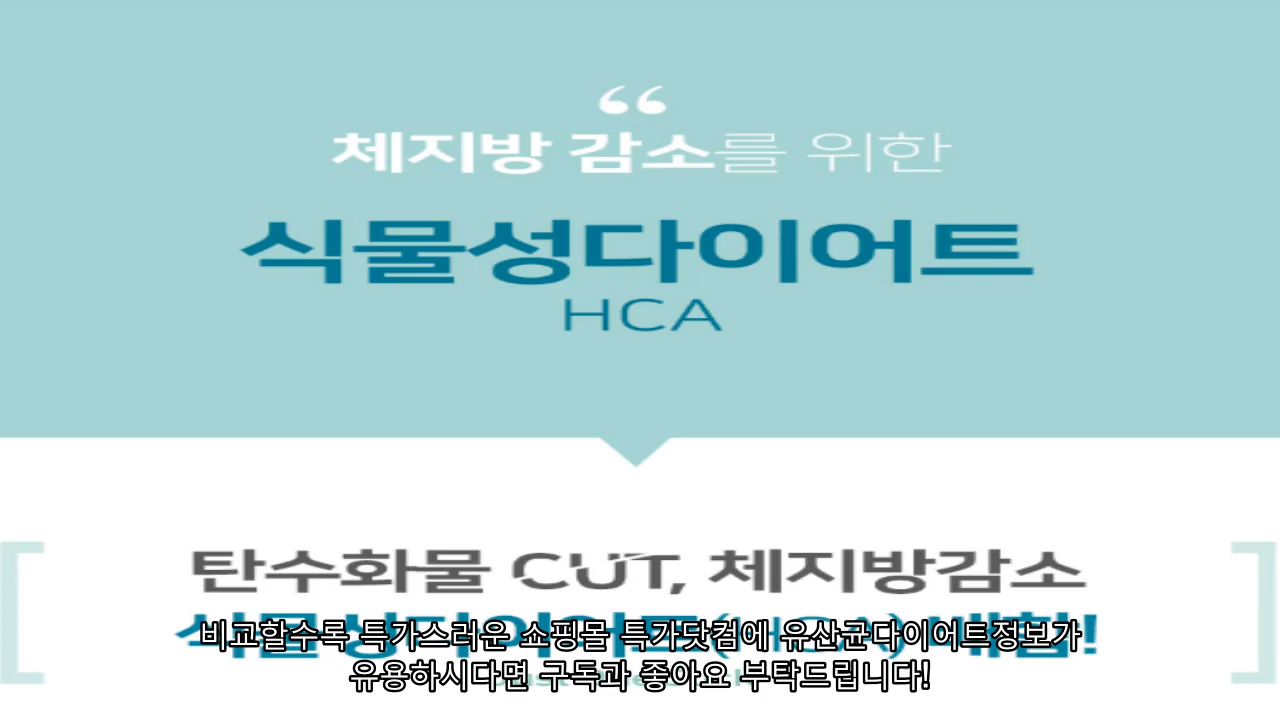 “
체지방 감소를 위한
식물성다이어트
HCA
탄수화물 CUT, 체지방감소
비교할수록 특가스러운 쇼핑몰 특가닷컴에 유산균다이어트정보가
유용하시다면 구독과 좋아요 부탁드립니다!